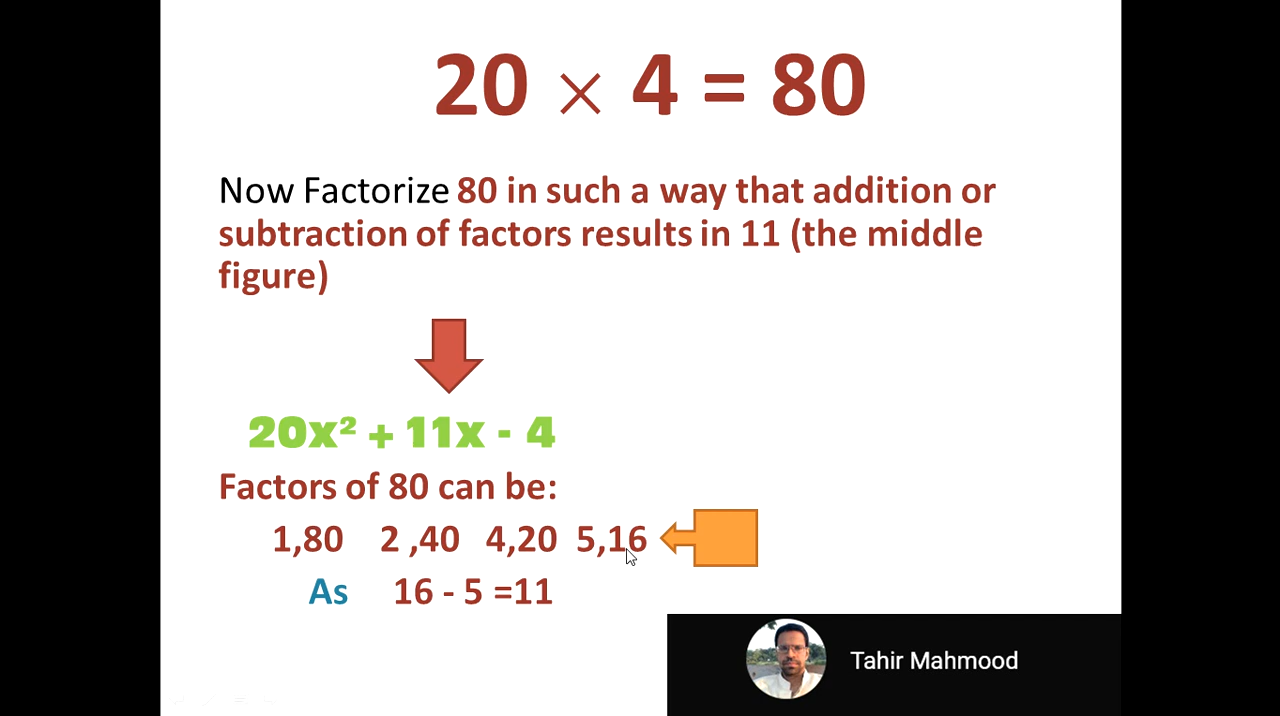 20 × 4 = 80
Now Factorize 80 in such a way that addition or
subtraction of factors results in 11 (the middle
figure)
20x² + 11x - 4
Factors of 80 can be:
1,80 2 ,40 4,20 5,16
As 16 - 5 =11
Tahir Mahmood